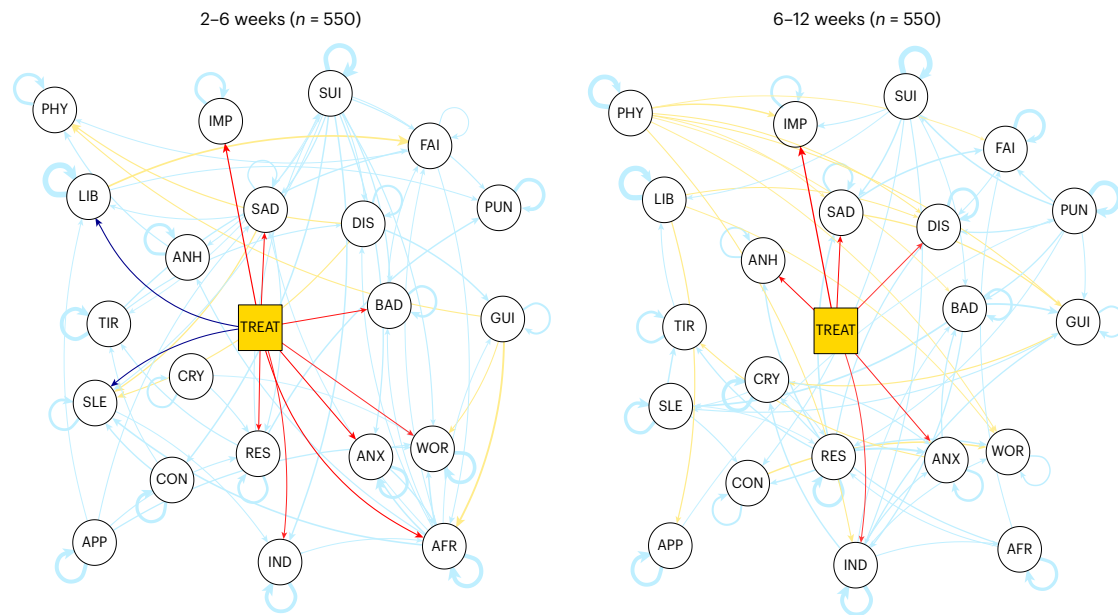 2–6 weeks (n = 550)
PHY
IMP
SUI
FAI
LIB
SAD
DIS
PUN
ANH
TIR
TREAT
BAD
GUI
CRY
SLE
RES
ANX
WOR
CON
APP
IND
AFR
6–12 weeks (n = 550)
PHY
IMP
SUI
FAI
LIB
SAD
DIS
PUN
ANH
TIR
TREAT
BAD
GUI
CRY
SLE
RES
ANX
WOR
CON
APP
IND
AFR